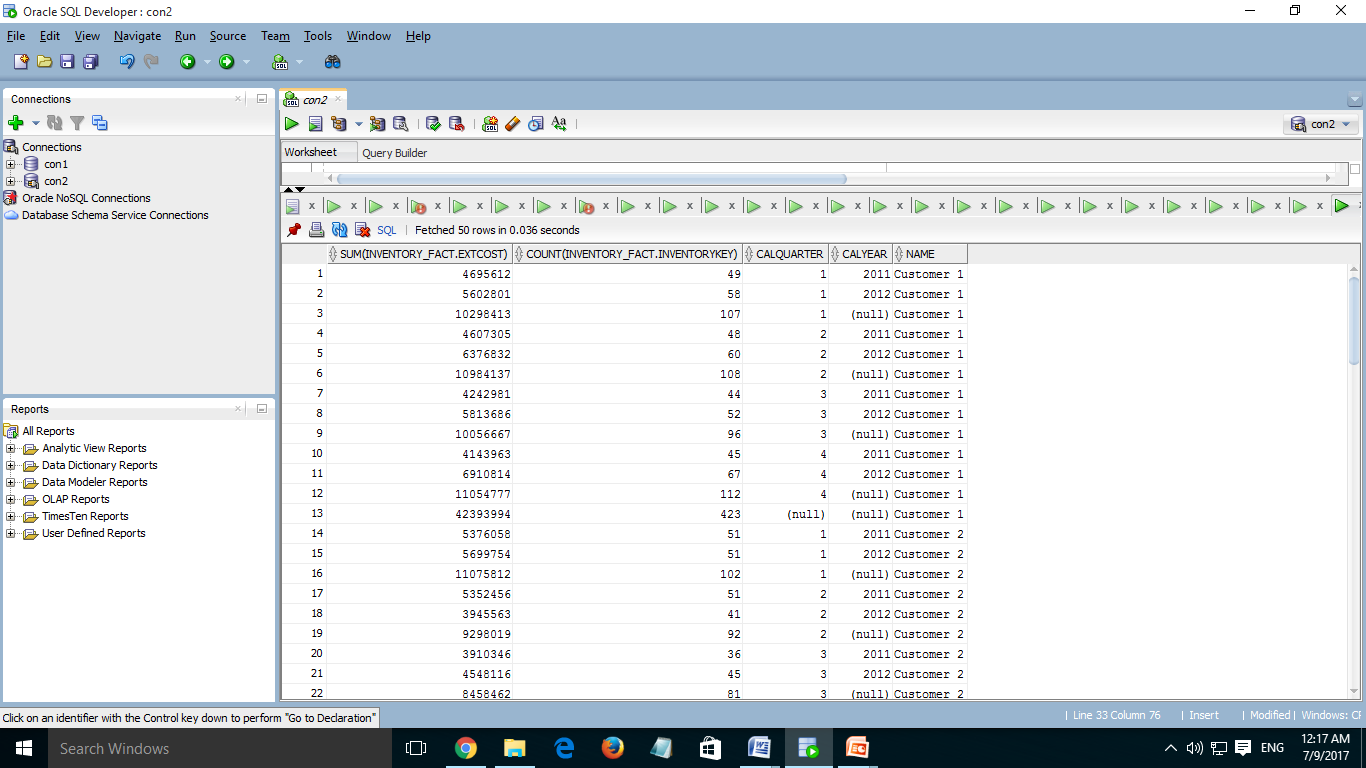 Oracle SQL Developer : con2
File Edit View Navigate Run Source Team Tools Window Help
Connections
Connections
con1
con2
Oracle NoSQL Connections
Database Schema Service Connections
Reports
All Reports
Analytic View Reports
Data Dictionary Reports
Data Modeler Reports
OLAP Reports
TimesTen Reports
User Defined Reports
con2
con2
Worksheet Query Builder
SQL | Fetched 50 rows in 0.036 seconds
SUM(INVENTORY_FACT.EXTCOST) COUNT(INVENTORY_FACT.INVENTORYKEY) CALQUARTER CALYEAR NAME
1 4695612 49 1 2011 Customer 1
2 5602801 58 1 2012 Customer 1
3 10298413 107 1 (null) Customer 1
4 4607305 48 2 2011 Customer 1
5 6376832 60 2 2012 Customer 1
6 10984137 108 2 (null) Customer 1
7 4242981 44 3 2011 Customer 1
8 5813686 52 3 2012 Customer 1
9 10056667 96 3 (null) Customer 1
10 4143963 45 4 2011 Customer 1
11 6910814 67 4 2012 Customer 1
12 11054777 112 4 (null) Customer 1
13 42393994 423 (null) (null) Customer 1
14 5376058 51 1 2011 Customer 2
15 5699754 51 1 2012 Customer 2
16 11075812 102 1 (null) Customer 2
17 5352456 51 2 2011 Customer 2
18 3945563 41 2 2012 Customer 2
19 9298019 92 2 (null) Customer 2
20 3910346 36 3 2011 Customer 2
21 4548116 45 3 2012 Customer 2
22 8458462 81 3 (null) Customer 2
Click on an identifier with the Control key down to perform "Go to Declaration"
| Line 33 Column 76 | Insert | Modified | Windows: CF
Search Windows
ENG
12:17 AM
7/9/2017